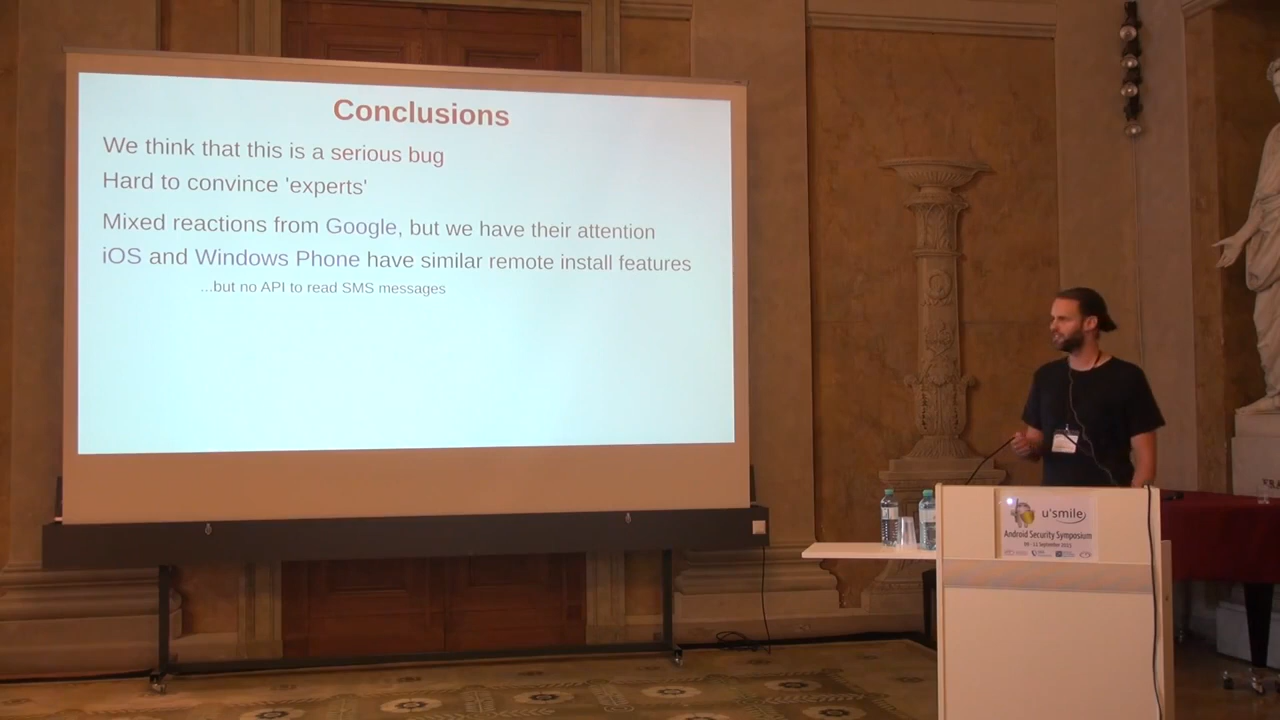 Conclusions
We think that this is a serious bug
Hard to convince 'experts'
Mixed reactions from Google, but we have their attention
iOS and Windows Phone have similar remote install features
...but no API to read SMS messages
u'smile
Android Security Symposium